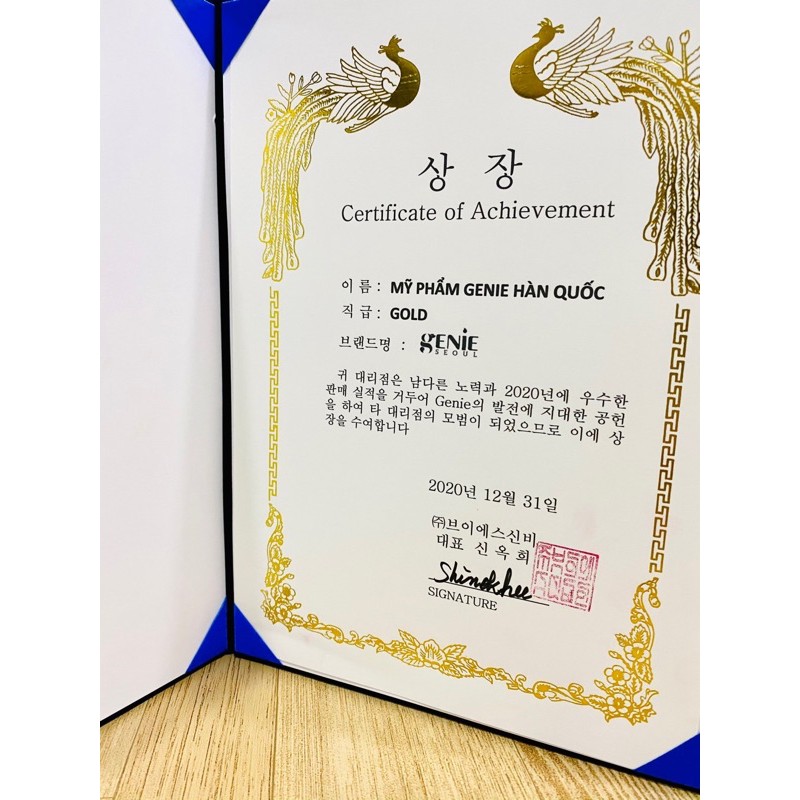 상 장
Certificate of Achievement
이 름 : MỸ PHẨM GENIE HÀN QUỐC
직 급 : GOLD
브랜드명 : GENiE
SEOUL
귀 대리점은 남다른 노력과 2020년에 우수한
판매 실적을 거두어 Genie의 발전에 지대한 공헌
을 하여 타 대리점의 모범이 되었으므로 이에 상
장을 수여합니다
2020년 12월 31일
㈜브이에스신비
대표 신 옥 희
Shinokhee
SIGNATURE